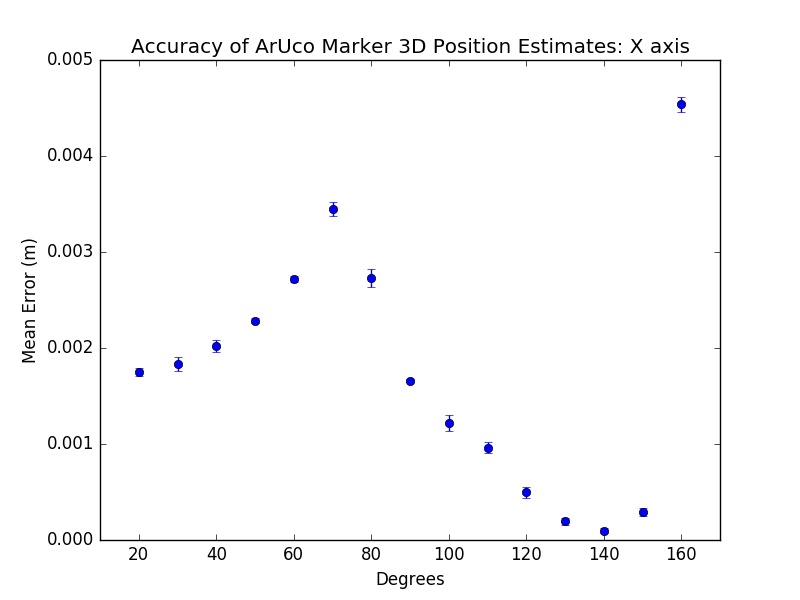 Accuracy of ArUco Marker 3D Position Estimates: X axis
0.005
0.004
0.003
0.002
0.001
0.000
Mean Error (m)
20 40 60 80 100 120 140 160
Degrees